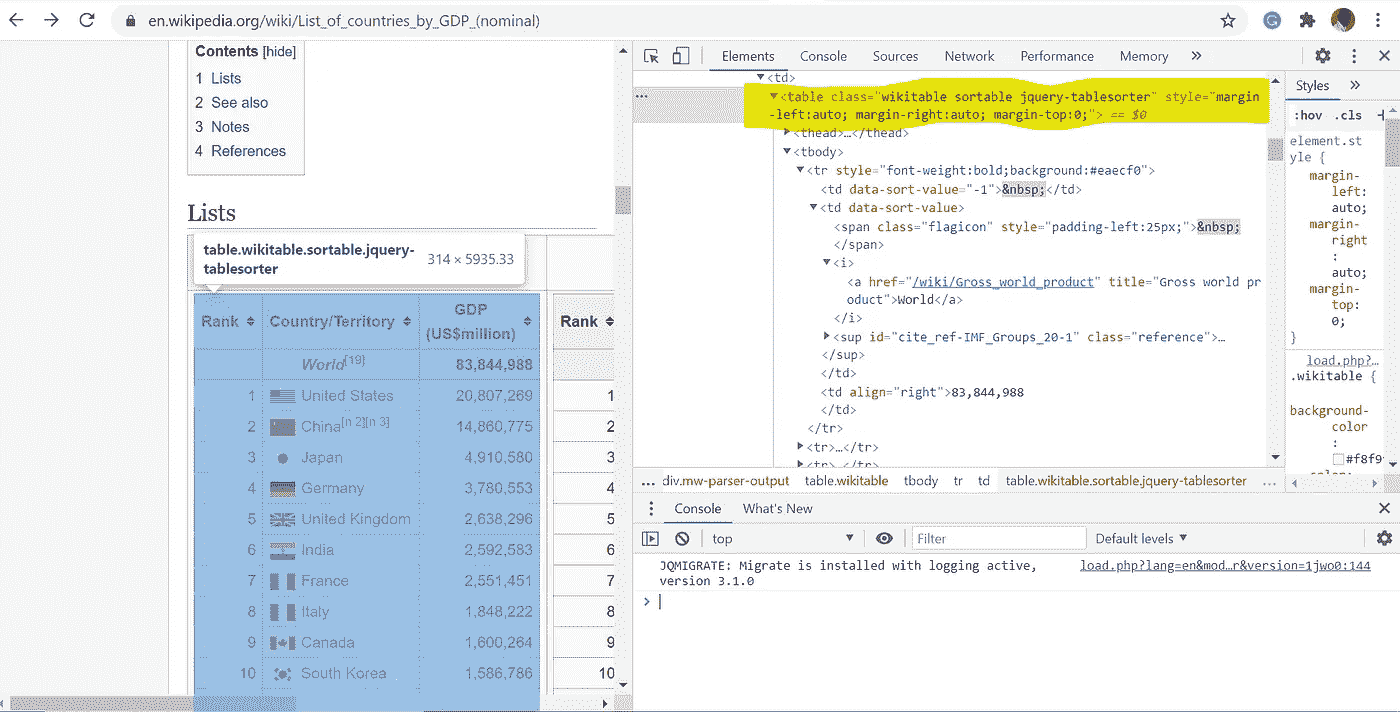 en.wikipedia.org/wiki/List_of_countries_by_GDP_(nominal)
Contents [hide]
1 Lists
2 See also
3 Notes
4 References
Lists
table.wikitable.sortable.jquery-
tablesorter
314 × 5935.33
Rank Country/Territory GDP
(US$million)
Rank
World[19] 83,844,988
1 United States 20,807,269 1
2 China[n 2][n 3] 14,860,775 2
3 Japan 4,910,580 3
4 Germany 3,780,553 4
5 United Kingdom 2,638,296 5
6 India 2,592,583 6
7 France 2,551,451 7
8 Italy 1,848,222 8
9 Canada 1,600,264 9
10 South Korea 1,586,786 10
Elements Console Sources Network Performance Memory »
<td>
<table class="wikitable sortable jquery-tablesorter" style="margin
-left:auto; margin-right:auto; margin-top:0;"> == $0
<thead>…</thead>
<tbody>
<tr style="font-weight:bold;background:#eaecf0">
<td data-sort-value="-1">&nbsp;</td>
<td data-sort-value>
<span class="flagicon" style="padding-left:25px;">&nbsp;
</span>
<i>
<a href="/wiki/Gross_world_product" title="Gross world pr
oduct">World</a>
</i>
<sup id="cite_ref-IMF_Groups_20-1" class="reference">…
</sup>
</td>
<td align="right">83,844,988
</td>
</tr>
<tr>…</tr>
<tr>…</tr>
… div.mw-parser-output table.wikitable tbody tr td table.wikitable.sortable.jquery-tablesorter …
Styles »
:hov .cls +
element.st
yle {
margin-
left:
auto;
margin-
right
:
auto;
margin-
top:
0;
}
load.php?…
.wikitable {
background-
color
:
#f8f9
Console What's New
top Filter Default levels
JQMIGRATE: Migrate is installed with logging active,
version 3.1.0
load.php?lang=en&mod…r&version=1jwo0:144